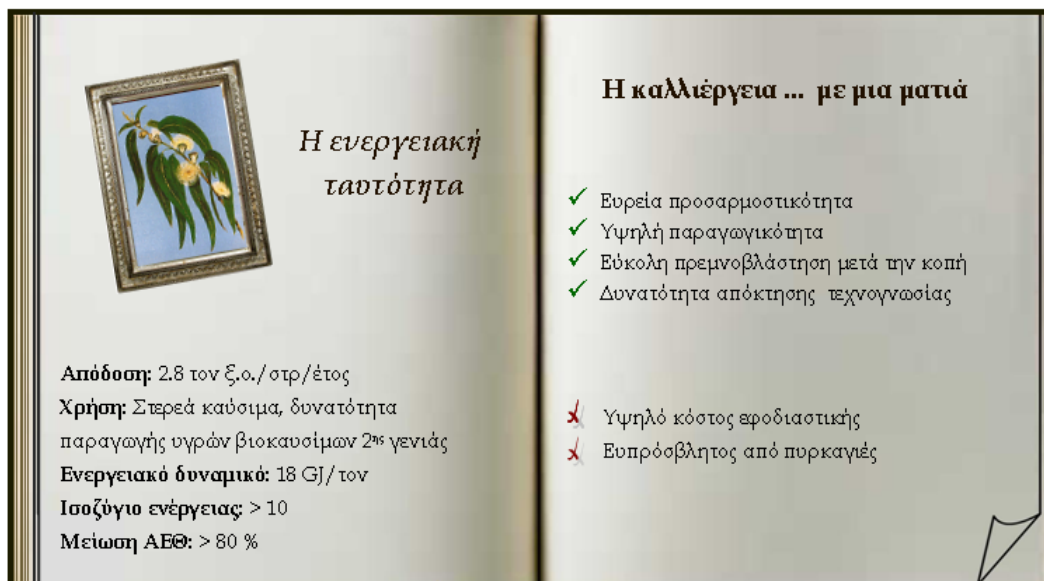 Η ενεργειακή
ταυτότητα
Απόδοση: 2.8 τον ξ.ο./στρ/έτος
Χρήση: Στερεά καύσιμα, δυνατότητα
παραγωγής υγρών βιοκαυσίμων 2ης γενιάς
Ενεργειακό δυναμικό: 18 GJ/τον
Ισοζύγιο ενέργειας: > 10
Μείωση ΑΕΘ: > 80 %
Η καλλιέργεια ... με μια ματιά
Ευρεία προσαρμοστικότητα
Υψηλή παραγωγικότητα
Εύκολη πρεμνοβλάστηση μετά την κοπή
Δυνατότητα απόκτησης τεχνογνωσίας
Υψηλό κόστος εφοδιαστικής
Ευπρόσβλητος από πυρκαγιές